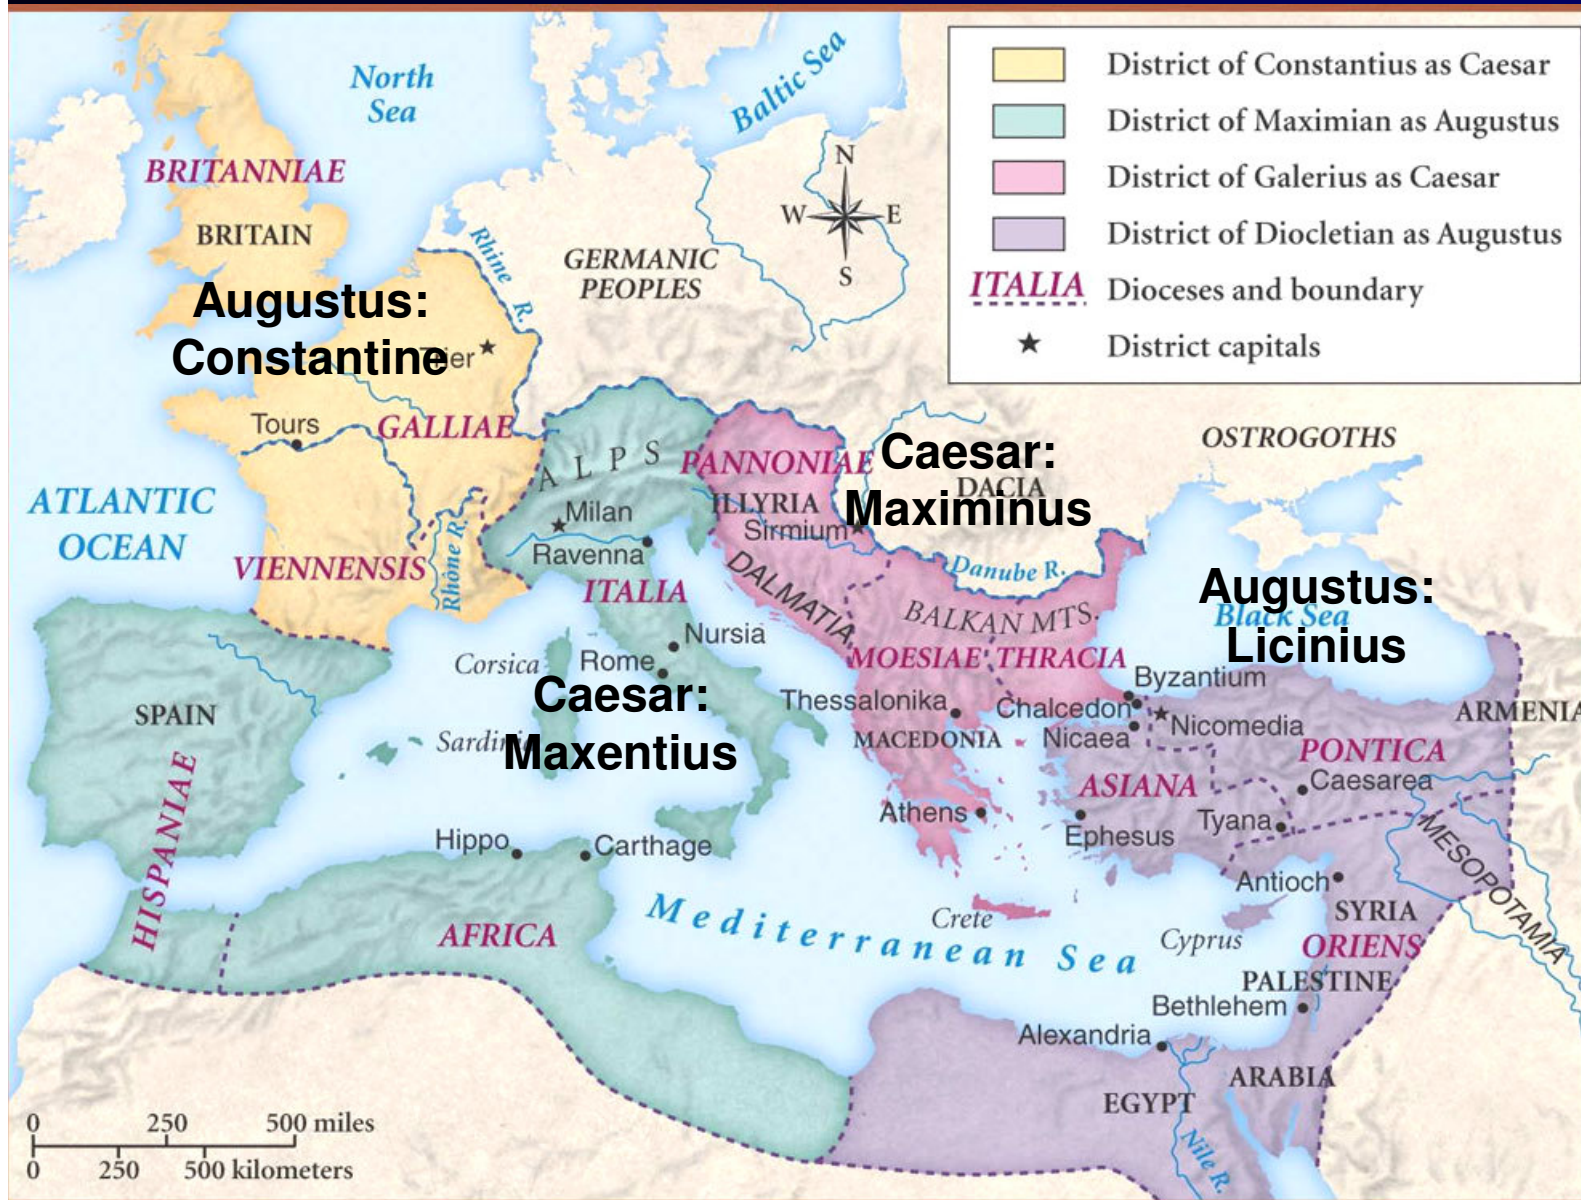 District of Constantius as Caesar
District of Maximian as Augustus
District of Galerius as Caesar
District of Diocletian as Augustus
ITALIA Dioceses and boundary
District capitals
North
Sea
Baltic Sea
N
W E
S
BRITANNIAE
BRITAIN
Rhine R.
GERMANIC
PEOPLES
Augustus:
Constantine
Trier
Tours
GALLIAE
ALPS
PANNONIAE
Caesar:
Maximinus
DACIA
OSTROGOTHS
ATLANTIC
OCEAN
Milan
ILLYRIA
Sirmium
Ravenna
VIENNENSIS
Rhône R.
ITALIA
DALMATIA
Danube R.
BALKAN MTS.
Augustus:
Licinius
Black Sea
Nursia
Corsica
Rome
MOESIAE
THRACIA
Byzantium
Caesar:
Maxentius
Sardinia
SPAIN
HISPANIAE
Thessalonika
Chalcedon
Nicomedia
ARMENIA
MACEDONIA
Nicaea
PONTICA
ASIANA
Caesarea
Athens
Ephesus
Tyana
MESOPOTAMIA
Hippo
Carthage
Antioch
SYRIA
Crete
Cyprus
ORIENS
AFRICA
Mediterranean Sea
PALESTINE
Bethlehem
Alexandria
ARABIA
EGYPT
Nile R.
0 250 500 miles
0 250 500 kilometers